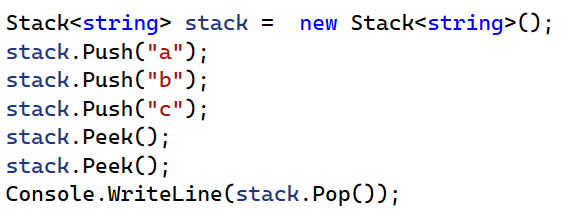 Stack<string> stack =  new Stack<string>();
stack.Push("a");
stack.Push("b");
stack.Push("c");
stack.Peek();
stack.Peek();
Console.WriteLine(stack.Pop());